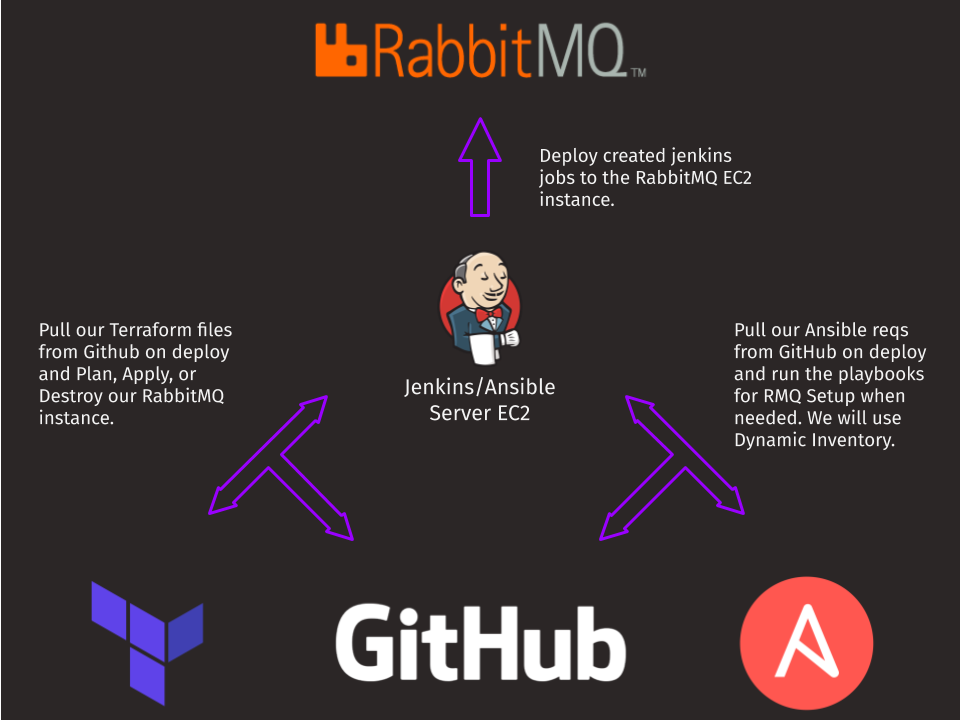 RabbitMQ™
Deploy created jenkins
jobs to the RabbitMQ EC2
instance.
Pull our Terraform files
from Github on deploy
and Plan, Apply, or
Destroy our RabbitMQ
instance.
Jenkins/Ansible
Server EC2
Pull our Ansible reqs
from GitHub on deploy
and run the playbooks
for RMQ Setup when
needed. We will use
Dynamic Inventory.
GitHub